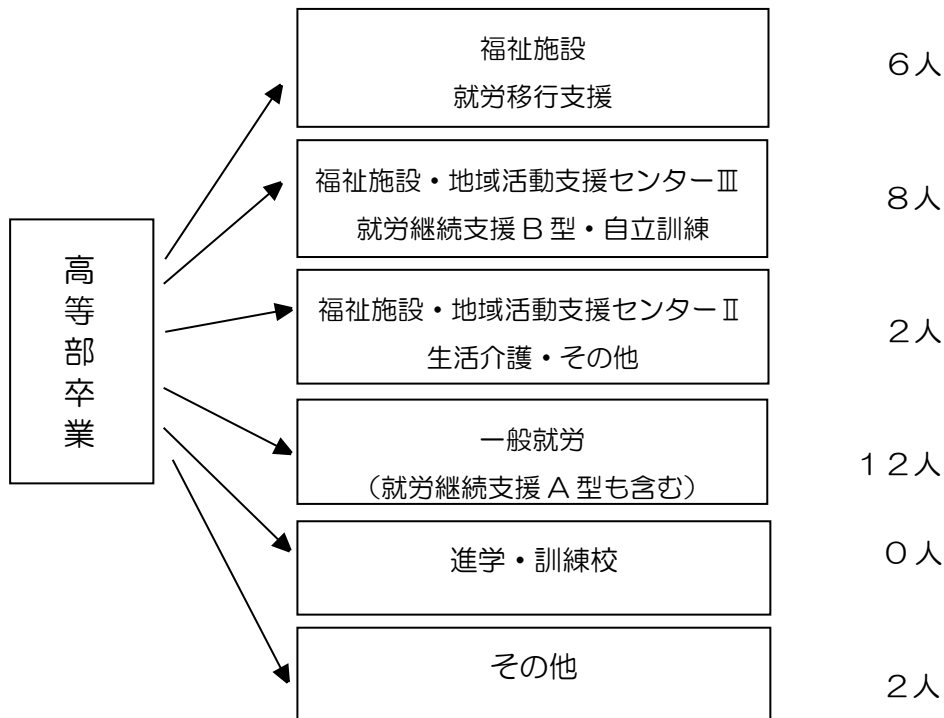 高等部卒業
福祉施設
就労移行支援
６人
福祉施設・地域活動支援センターⅢ
就労継続支援Ｂ型・自立訓練
８人
福祉施設・地域活動支援センターⅡ
生活介護・その他
２人
一般就労
（就労継続支援Ａ型も含む）
１２人
進学・訓練校
０人
その他
２人